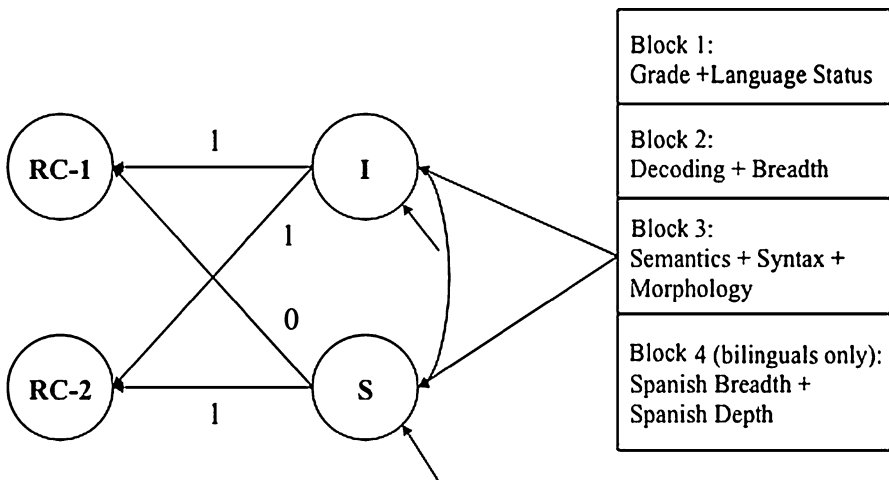 Block 1:
Grade +Language Status
1
RC-1
I
Block 2:
Decoding + Breadth
1
Block 3:
Semantics + Syntax +
Morphology
0
RC-2
S
1
Block 4 (bilinguals only):
Spanish Breadth +
Spanish Depth